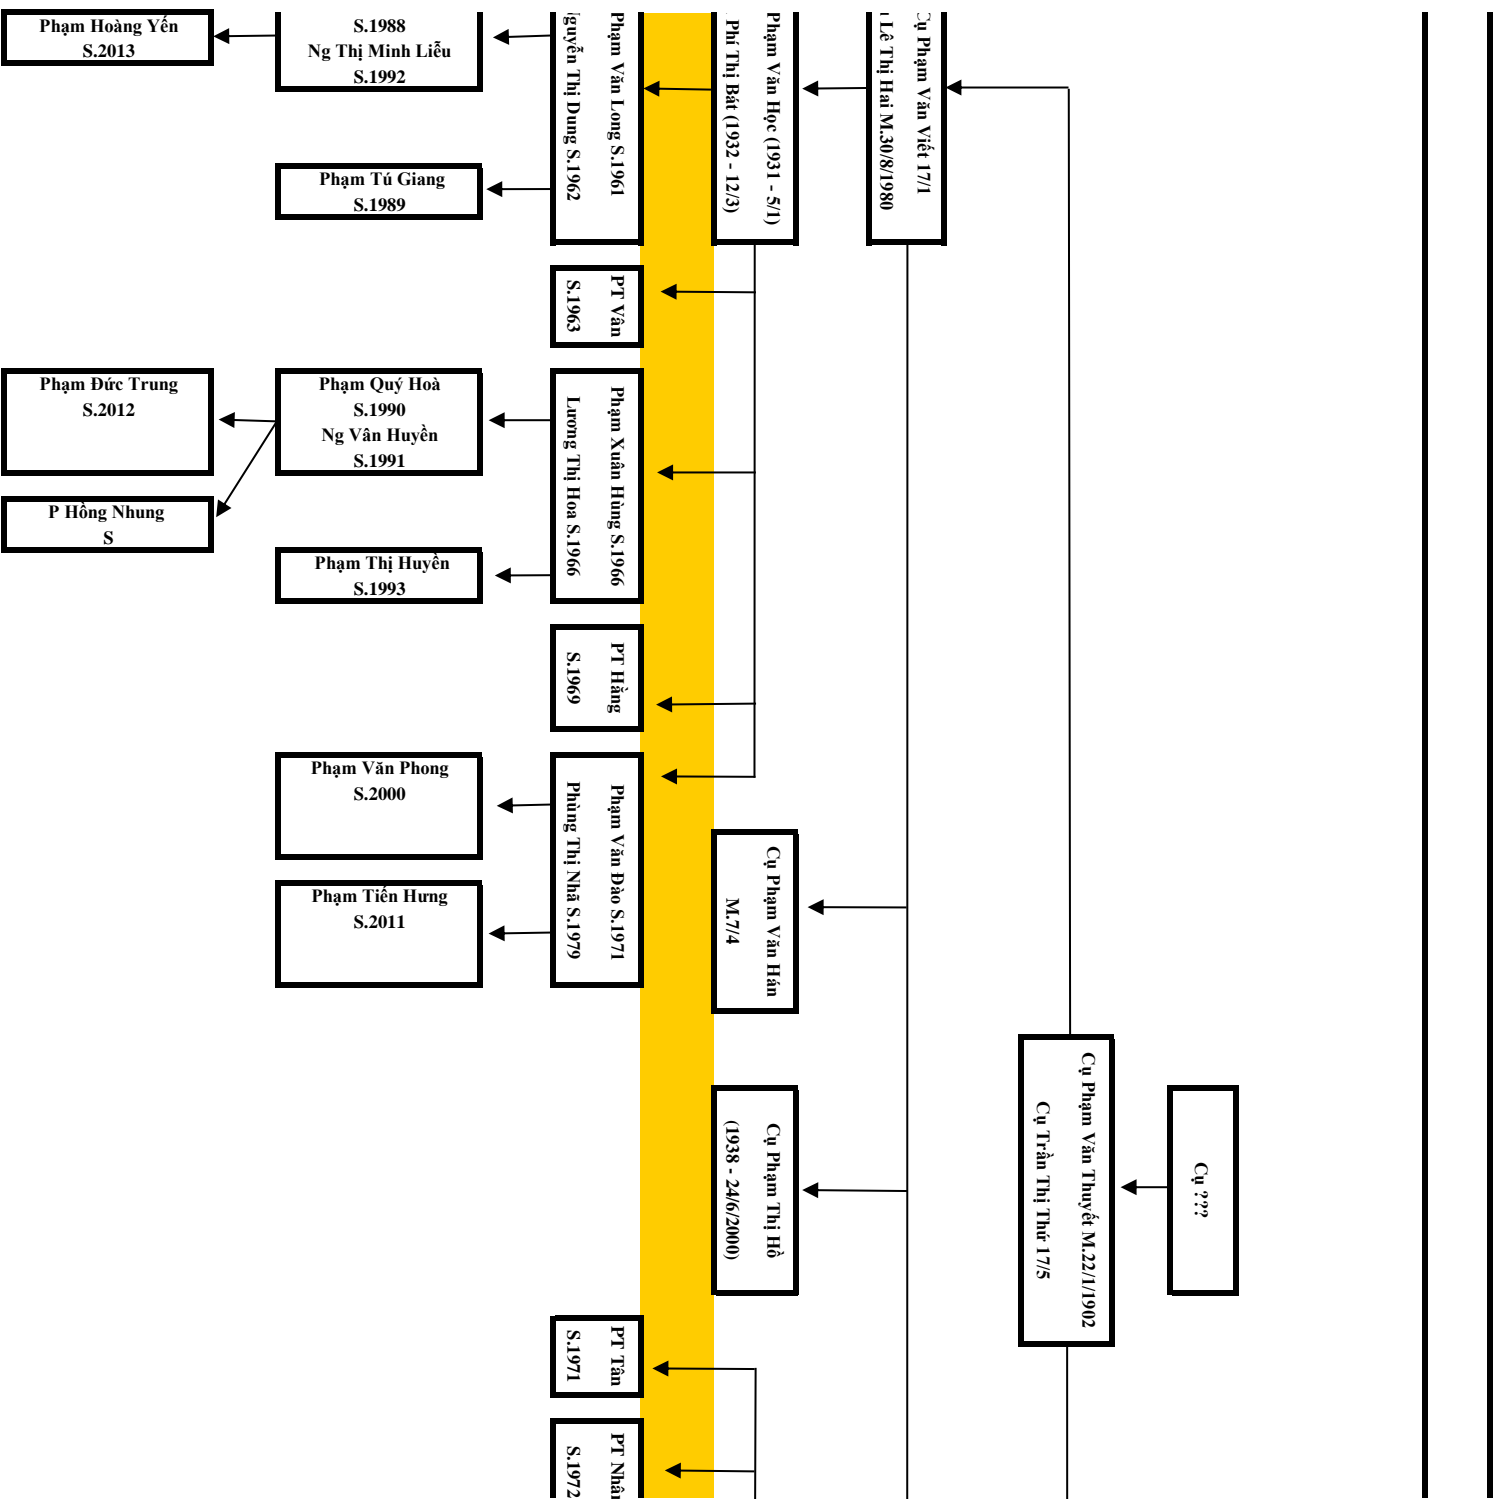 Phạm Hoàng Yến
S.2013
S.1988
Ng Thị Minh Liễu
S.1992
Phạm Tú Giang
S.1989
Phạm Văn Long S.1961
Nguyễn Thị Dung S.1962
Phạm Văn Học (1931 - 5/1)
Phí Thị Bát (1932 - 12/3)
Cụ Phạm Văn Viết 17/1
Lê Thị Hai M.30/8/1980
PT Vân
S.1963
Phạm Đức Trung
S.2012
P Hồng Nhung
S
Phạm Quý Hoà
S.1990
Ng Vân Huyền
S.1991
Phạm Thị Huyền
S.1993
Phạm Xuân Hùng S.1966
Lương Thị Hoa S.1966
PT Hằng
S.1969
Phạm Văn Phong
S.2000
Phạm Tiến Hưng
S.2011
Phạm Văn Đào S.1971
Phùng Thị Nhã S.1979
Cụ Phạm Văn Hán
M.7/4
Cụ Phạm Thị Hồ
(1938 - 24/6/2000)
Cụ Phạm Văn Thuyết M.22/1/1902
Cụ Trần Thị Thứ 17/5
Cụ ???
PT Tân
S.1971
PT Nhân
S.1972